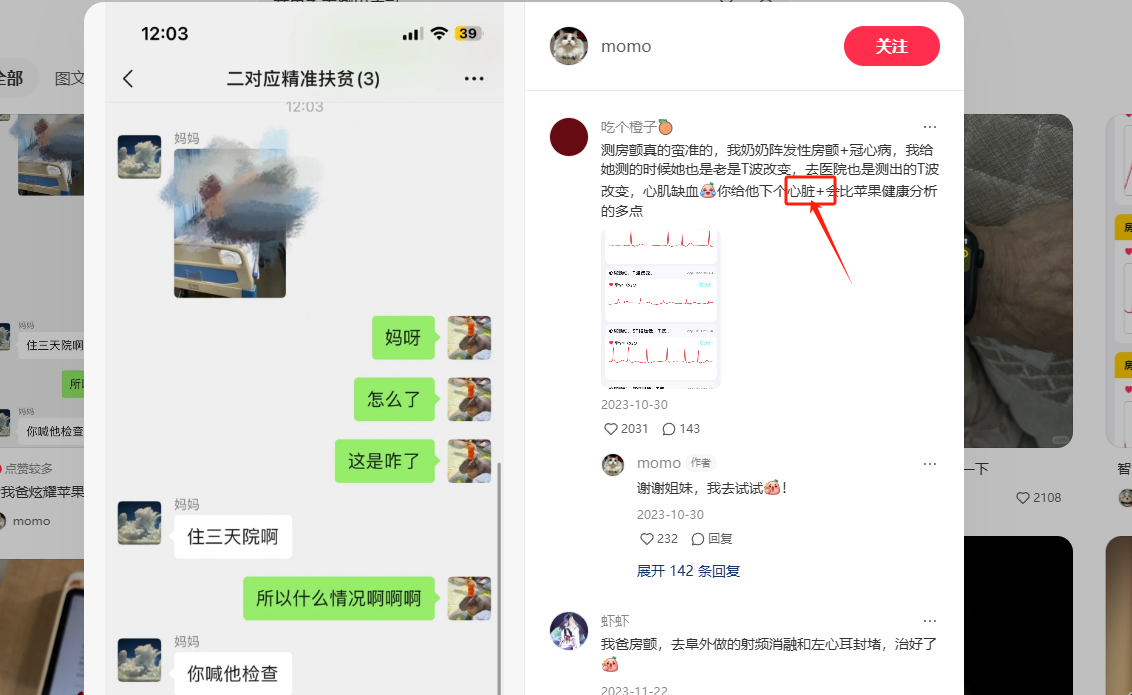 全部
图文
妈妈
住三天院啊
妈妈
你喊他检查
点赞较多
我爸炫耀苹果
momo
12:03
39
二对应精准扶贫(3)
12:03
妈妈
妈呀
怎么了
这是咋了
妈妈
住三天院啊
所以什么情况啊啊啊
妈妈
你喊他检查
momo
关注
吃个橙子🍊
测房颤真的蛮准的，我奶奶阵发性房颤+冠心病，我给
她测的时候她也是老是T波改变，去医院也是测出的T波
改变，心肌缺血你给他下个心脏+会比苹果健康分析
的多点
2023-10-30
2031
143
momo 作者
谢谢姐妹，我去试试！
2023-10-30
232
回复
展开 142 条回复
虾虾
我爸房颤，去阜外做的射频消融和左心耳封堵，治好了
2023-11-22
一下
2108
智